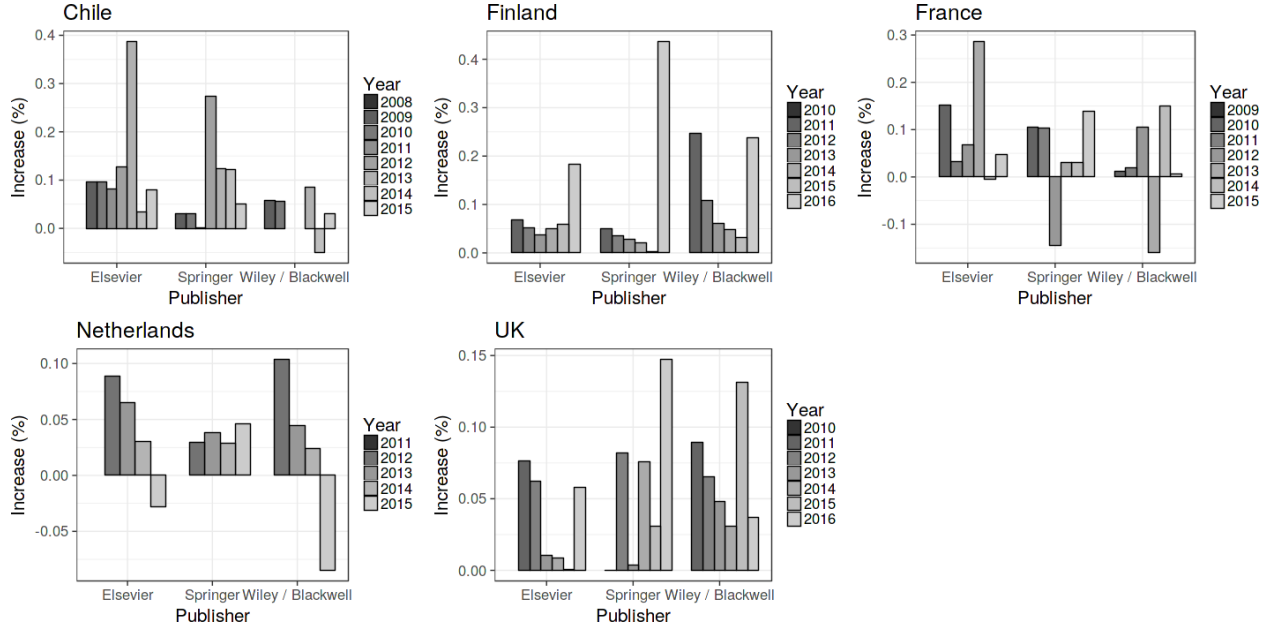 Chile
Increase (%)
0.4
0.3
0.2
0.1
0.0
Elsevier Springer Wiley / Blackwell
Publisher
Year
2008
2009
2010
2011
2012
2013
2014
2015
Finland
Increase (%)
0.4
0.3
0.2
0.1
0.0
Elsevier Springer Wiley / Blackwell
Publisher
Year
2010
2011
2012
2013
2014
2015
2016
France
Increase (%)
0.3
0.2
0.1
0.0
-0.1
Elsevier Springer Wiley / Blackwell
Publisher
Year
2009
2010
2011
2012
2013
2014
2015
Netherlands
Increase (%)
0.10
0.05
0.00
-0.05
Elsevier Springer Wiley / Blackwell
Publisher
Year
2011
2012
2013
2014
2015
UK
Increase (%)
0.15
0.10
0.05
0.00
Elsevier Springer Wiley / Blackwell
Publisher
Year
2010
2011
2012
2013
2014
2015
2016